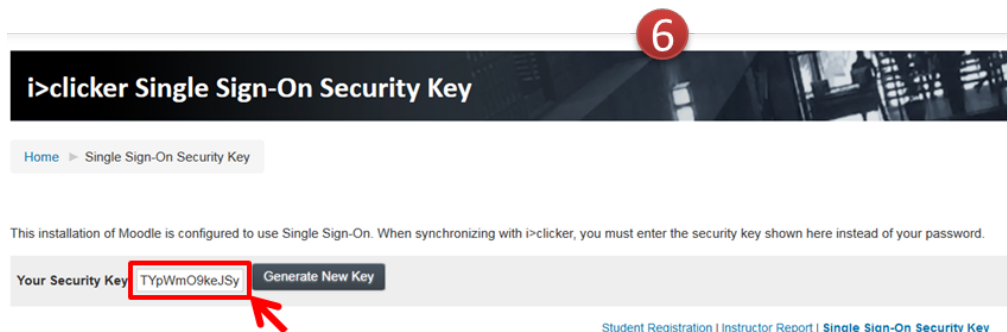 6
i>clicker Single Sign-On Security Key
Home ► Single Sign-On Security Key
This installation of Moodle is configured to use Single Sign-On. When synchronizing with i>clicker, you must enter the security key shown here instead of your password.
Your Security Key TYpWmO9keJSy Generate New Key
Student Registration | Instructor Report | Single Sign-On Security Key